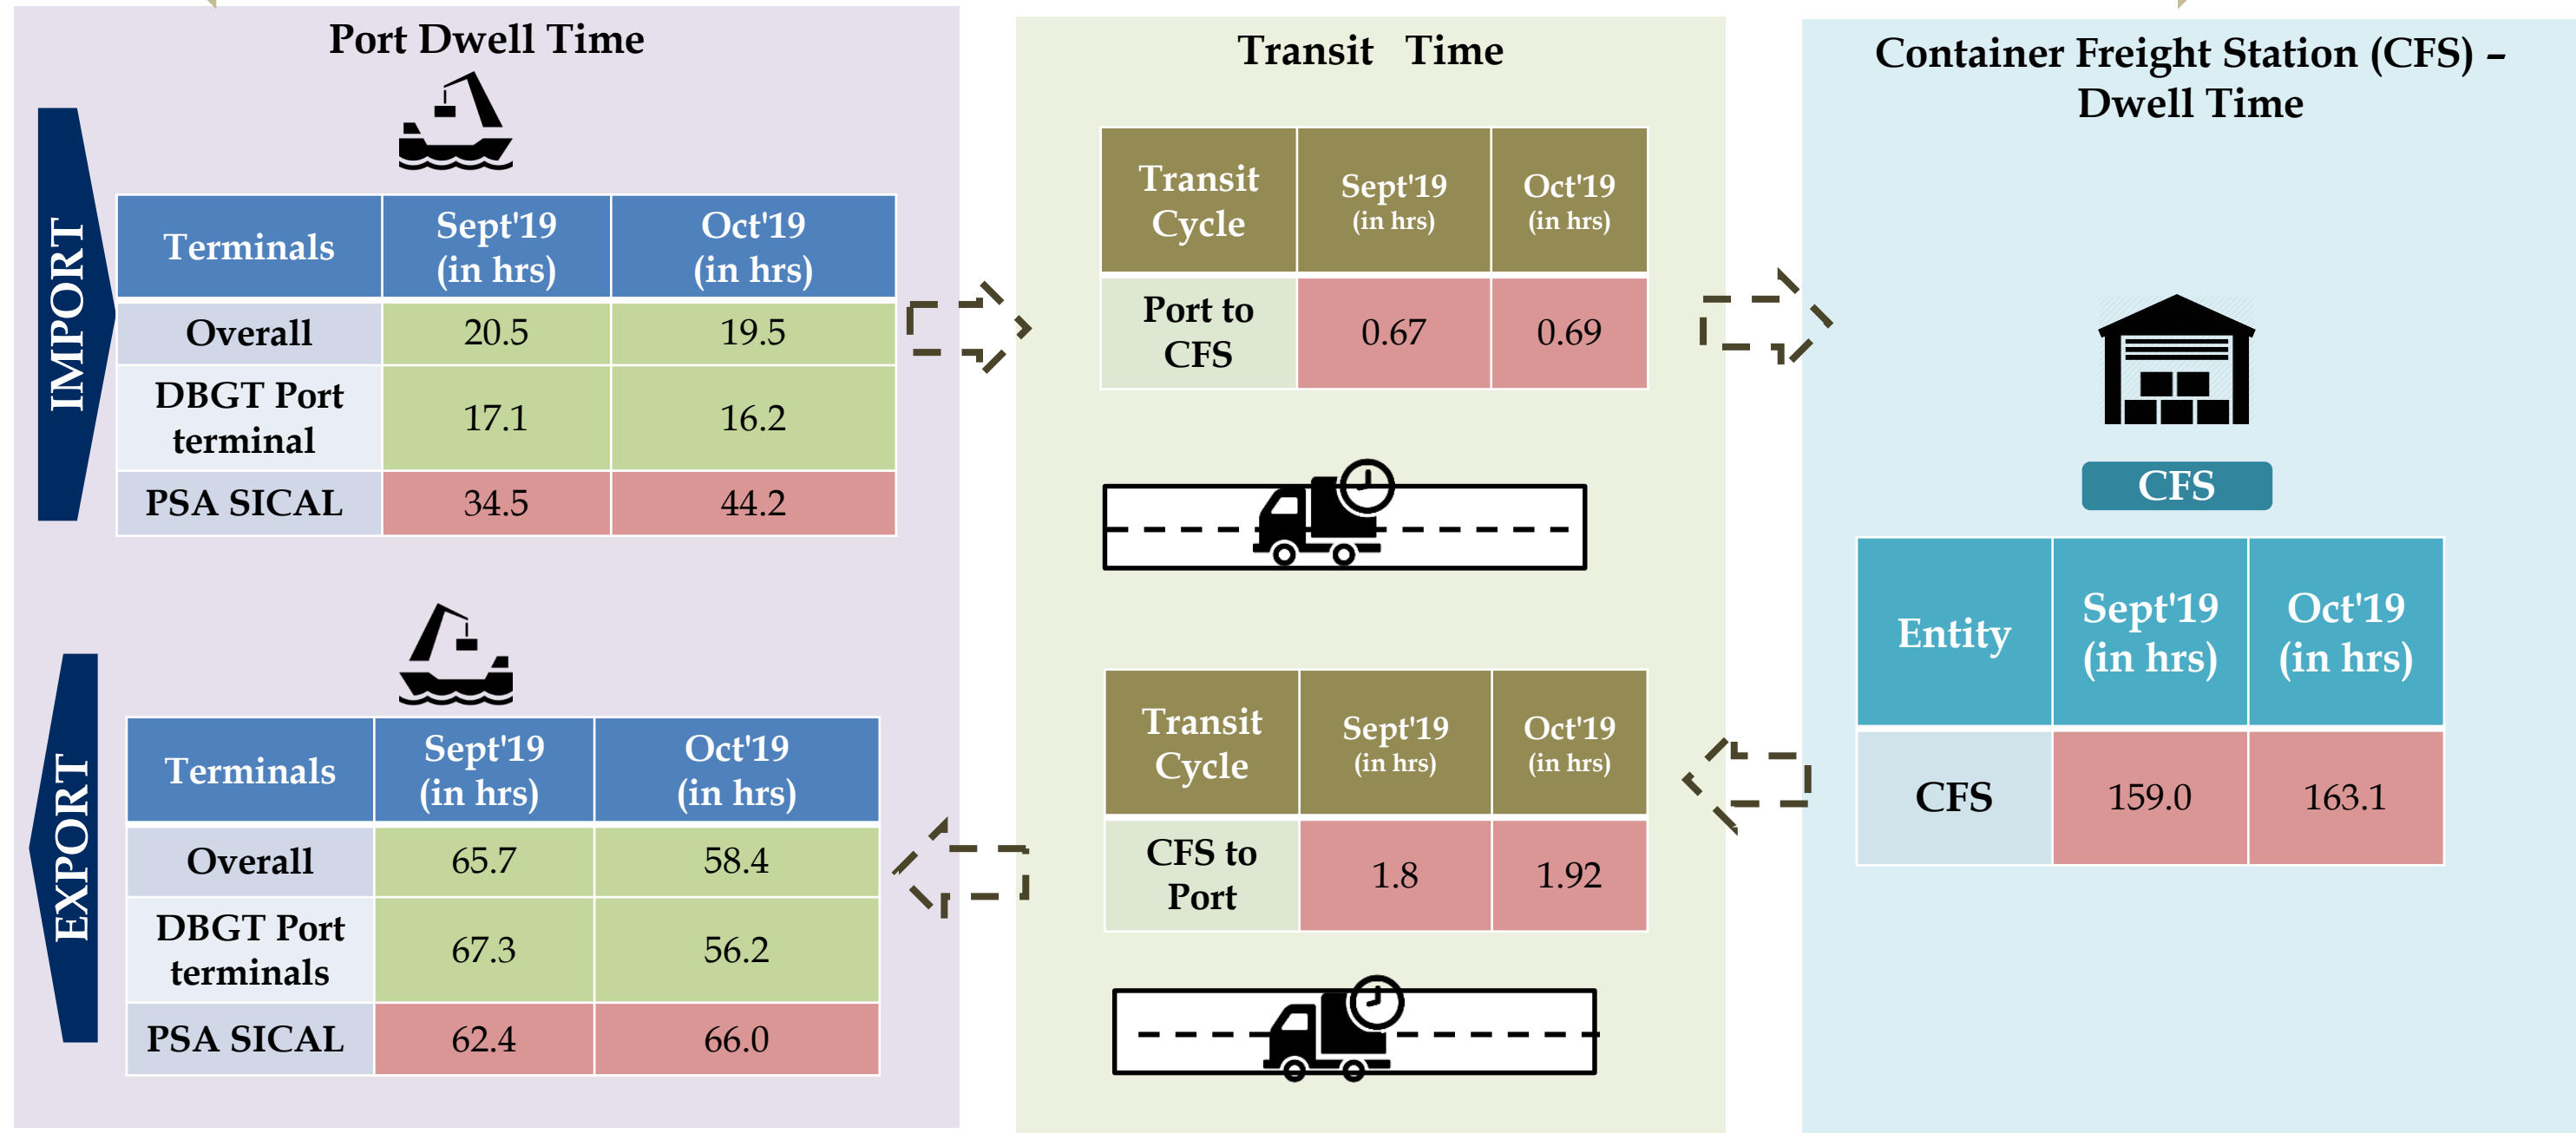 Port Dwell Time
IMPORT
Terminals Sept'19 (in hrs) Oct'19 (in hrs)
Overall 20.5 19.5
DBGT Port terminal 17.1 16.2
PSA SICAL 34.5 44.2
EXPORT
Terminals Sept'19 (in hrs) Oct'19 (in hrs)
Overall 65.7 58.4
DBGT Port terminals 67.3 56.2
PSA SICAL 62.4 66.0
Transit Time
Transit Cycle Sept'19 (in hrs) Oct'19 (in hrs)
Port to CFS 0.67 0.69
Transit Cycle Sept'19 (in hrs) Oct'19 (in hrs)
CFS to Port 1.8 1.92
Container Freight Station (CFS) –
Dwell Time
CFS
Entity Sept'19 (in hrs) Oct'19 (in hrs)
CFS 159.0 163.1